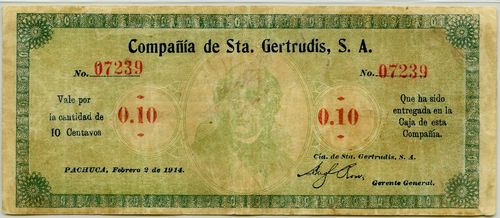 Compañía de Sta. Gertrudis, S. A.
No. 07239
No. 07239
Vale por
la cantidad de
10 Centavos
0.10
0.10
Que ha sido
entregada en la
Caja de esta
Compañía.
PACHUCA, Febrero 2 de 1914.
Cía. de Sta. Gertrudis, S. A.
Gerente General.